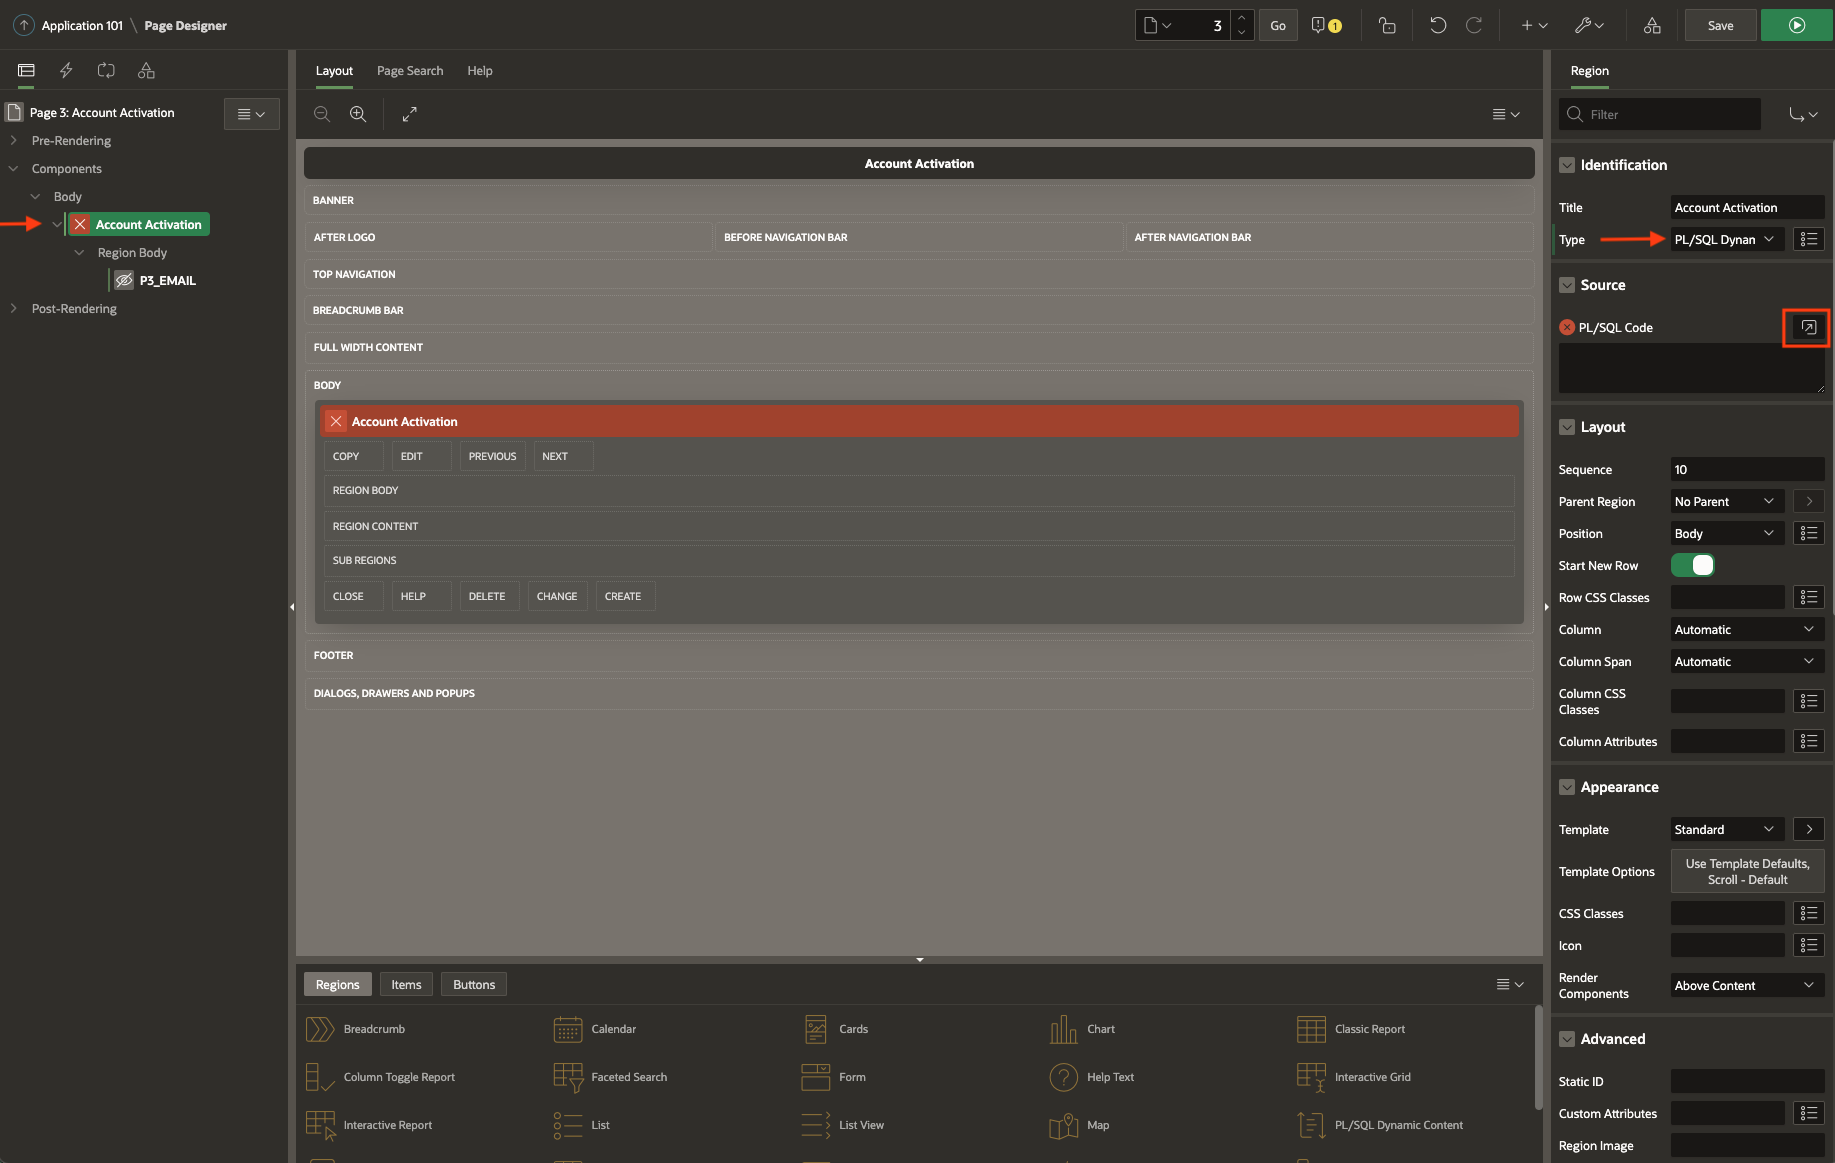 Application 101 \ Page Designer
3
Go
1
Save
Layout
Page Search
Help
Region
Page 3: Account Activation
Pre-Rendering
Components
Body
Account Activation
Region Body
P3_EMAIL
Post-Rendering
Account Activation
BANNER
AFTER LOGO
BEFORE NAVIGATION BAR
AFTER NAVIGATION BAR
TOP NAVIGATION
BREADCRUMB BAR
FULL WIDTH CONTENT
BODY
Account Activation
COPY
EDIT
PREVIOUS
NEXT
REGION BODY
REGION CONTENT
SUB REGIONS
CLOSE
HELP
DELETE
CHANGE
CREATE
FOOTER
DIALOGS, DRAWERS AND POPUPS
Regions
Items
Buttons
Breadcrumb
Calendar
Cards
Chart
Classic Report
Column Toggle Report
Faceted Search
Form
Help Text
Interactive Grid
Interactive Report
List
List View
Map
PL/SQL Dynamic Content
Filter
Identification
Title
Account Activation
Type
PL/SQL Dynan
Source
PL/SQL Code
Layout
Sequence
10
Parent Region
No Parent
Position
Body
Start New Row
Row CSS Classes
Column
Automatic
Column Span
Automatic
Column CSS
Classes
Column Attributes
Appearance
Template
Standard
Template Options
Use Template Defaults,
Scroll - Default
CSS Classes
Icon
Render
Components
Above Content
Advanced
Static ID
Custom Attributes
Region Image